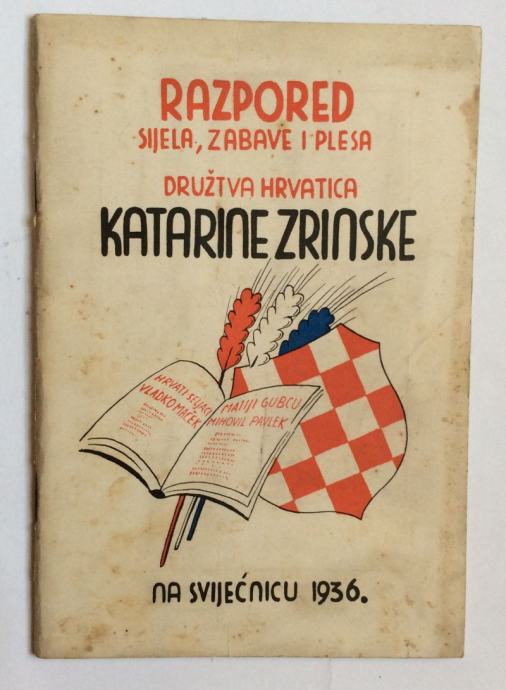 RAZPORED
SIJELA, ZABAVE I PLESA
DRUŽTVA HRVATICA
KATARINE ZRINSKE
HRVATI SELJACI
VLADKO MAČEK
MATIJI GUBCU
MIHOVIL PAVLEK
NA SVIJEĆNICU 1936.